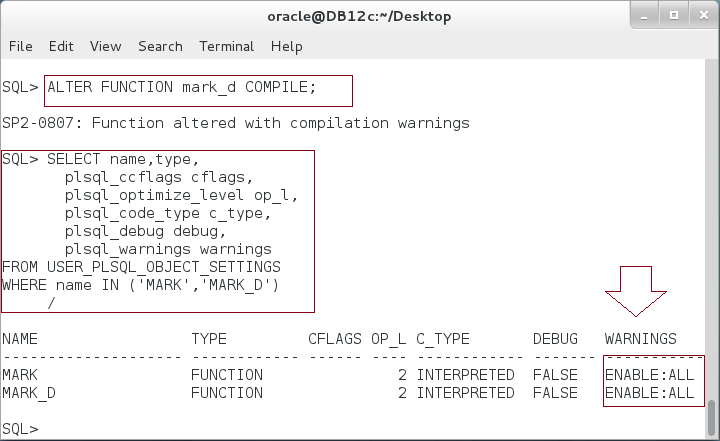 oracle@DB12c:~/Desktop
File Edit View Search Terminal Help
SQL> ALTER FUNCTION mark_d COMPILE;
SP2-0807: Function altered with compilation warnings
SQL> SELECT name,type,
plsql_ccflags cflags,
plsql_optimize_level op_l,
plsql_code_type c_type,
plsql_debug debug,
plsql_warnings warnings
FROM USER_PLSQL_OBJECT_SETTINGS
WHERE name IN ('MARK','MARK_D')
/
NAME TYPE CFLAGS OP_L C_TYPE DEBUG WARNINGS
-------------------- ------------ ------ ---- ------------ ------- ------------
MARK FUNCTION 2 INTERPRETED FALSE ENABLE:ALL
MARK_D FUNCTION 2 INTERPRETED FALSE ENABLE:ALL
SQL>